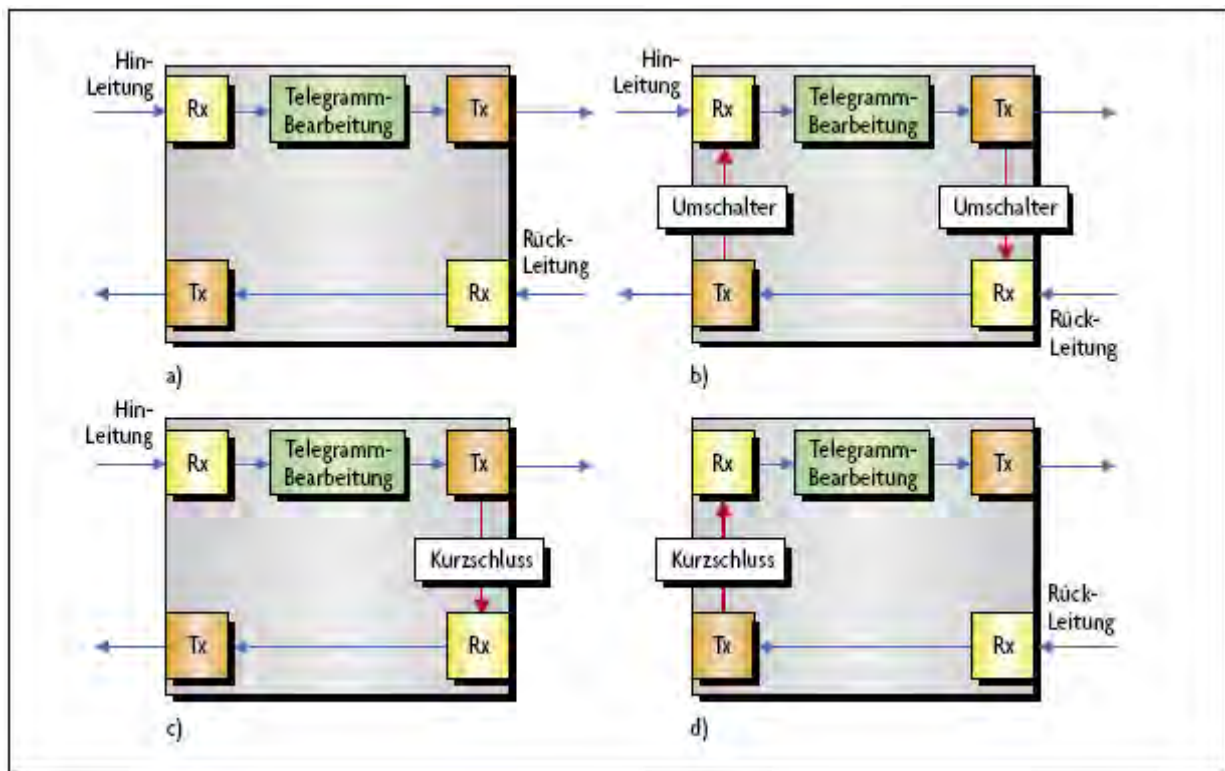 Hin-
Leitung
Rx
Telegramm-
Bearbeitung
Tx
Rück-
Leitung
Tx
Rx
a)
Hin-
Leitung
Rx
Telegramm-
Bearbeitung
Tx
Umschalter
Umschalter
Tx
Rx
Rück-
Leitung
b)
Hin-
Leitung
Rx
Telegramm-
Bearbeitung
Tx
Kurzschluss
Tx
Rx
c)
Rx
Telegramm-
Bearbeitung
Tx
Kurzschluss
Rück-
Leitung
Tx
Rx
d)